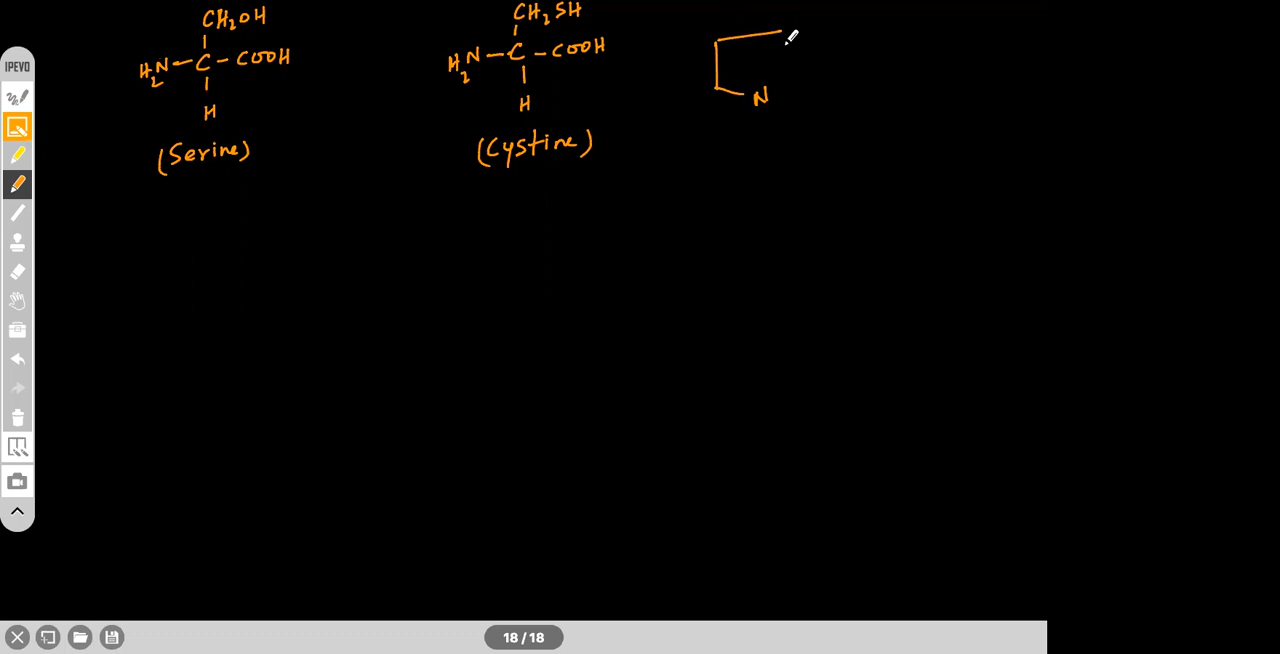 CH₂OH
H₂N - C - COOH
H
(Serine)
CH₂SH
H₂N - C - COOH
H
(Cystine)
N
IPEVO
18 / 18